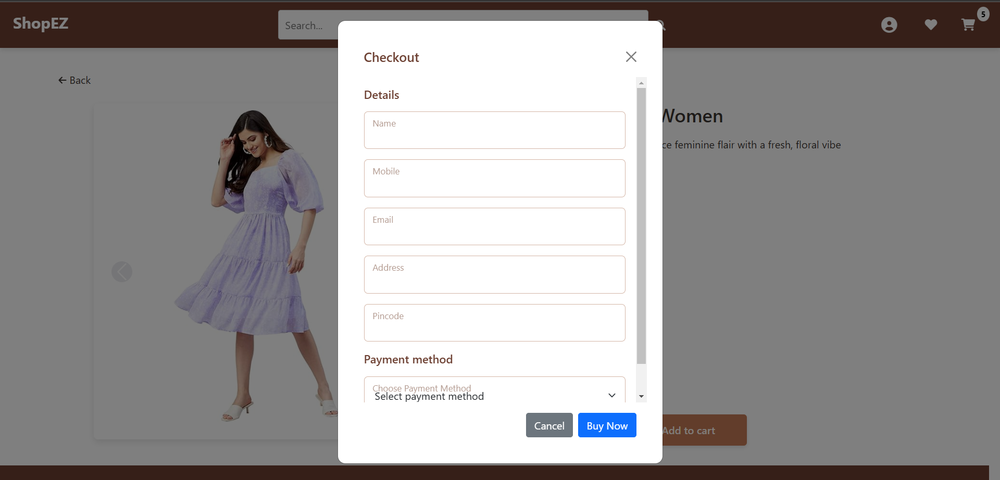 ShopEZ
Search...
5
Checkout
Back
Details
Name
Mobile
Email
Address
Pincode
Payment method
Choose Payment Method
Select payment method
Cancel
Buy Now
Women
ce feminine flair with a fresh, floral vibe
Add to cart